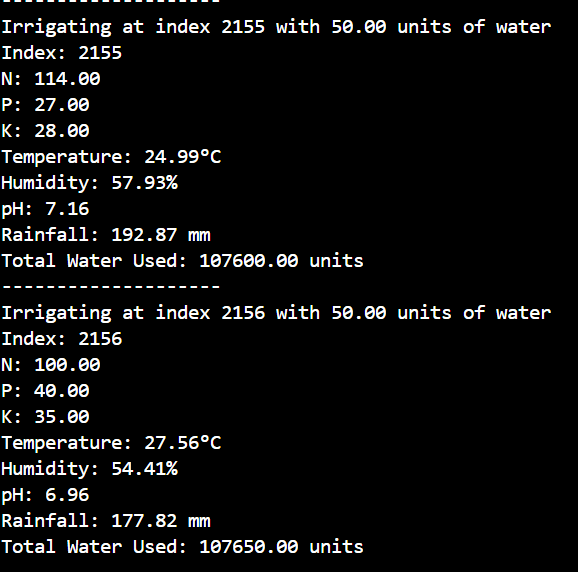 --------------------
Irrigating at index 2155 with 50.00 units of water
Index: 2155
N: 114.00
P: 27.00
K: 28.00
Temperature: 24.99°C
Humidity: 57.93%
pH: 7.16
Rainfall: 192.87 mm
Total Water Used: 107600.00 units
--------------------
Irrigating at index 2156 with 50.00 units of water
Index: 2156
N: 100.00
P: 40.00
K: 35.00
Temperature: 27.56°C
Humidity: 54.41%
pH: 6.96
Rainfall: 177.82 mm
Total Water Used: 107650.00 units